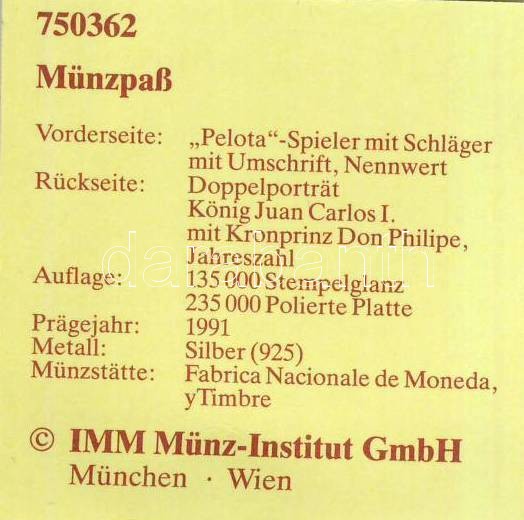 750362
Münzpaß
Vorderseite: „Pelota“-Spieler mit Schläger
mit Umschrift, Nennwert
Rückseite: Doppelporträt
König Juan Carlos I.
mit Kronprinz Don Philipe,
Jahreszahl
Auflage: 135 000 Stempelglanz
235 000 Polierte Platte
Prägejahr: 1991
Metall: Silber (925)
Münzstätte: Fabrica Nacionale de Moneda,
yTimbre
© IMM Münz-Institut GmbH
München · Wien